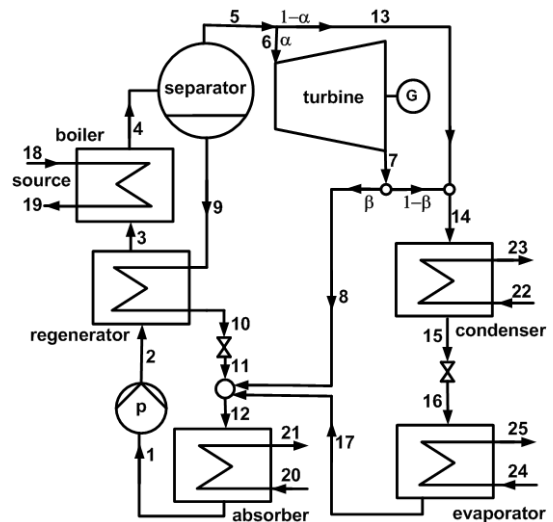 5
1−α
13
6
α
separator
turbine
G
4
boiler
18
source
19
7
9
β
1−β
14
3
23
8
22
10
15
condenser
regenerator
2
11
16
p
12
17
25
21
1
20
24
absorber
evaporator